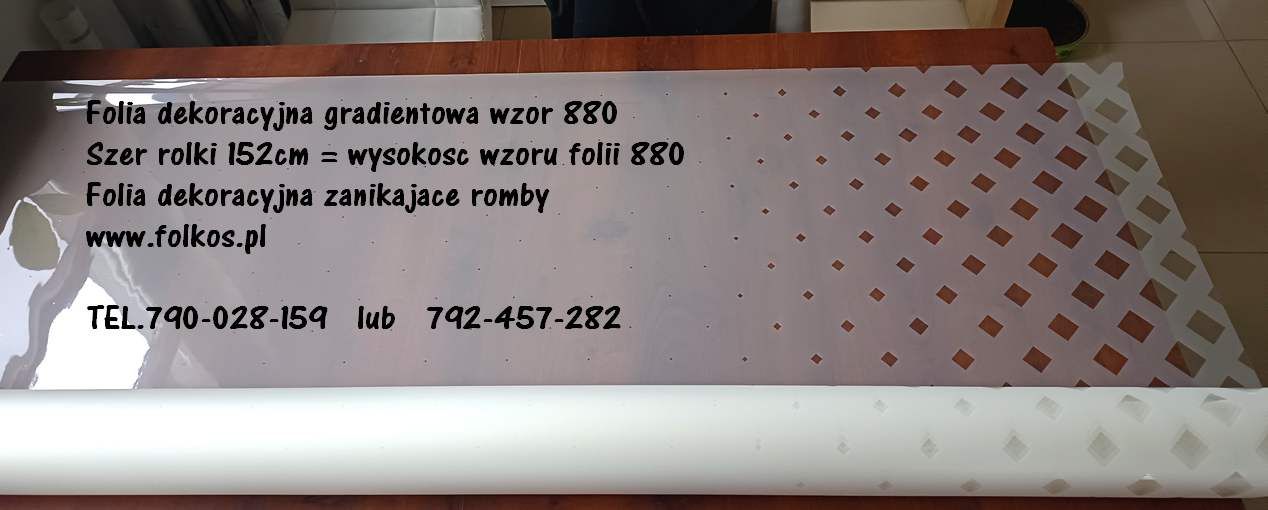 Folia dekoracyjna gradientowa wzor 880
Szer rolki 152cm = wysokosc wzoru folii 880
Folia dekoracyjna zanikajace romby
www.folkos.pl
TEL.790-028-159 lub 792-457-282